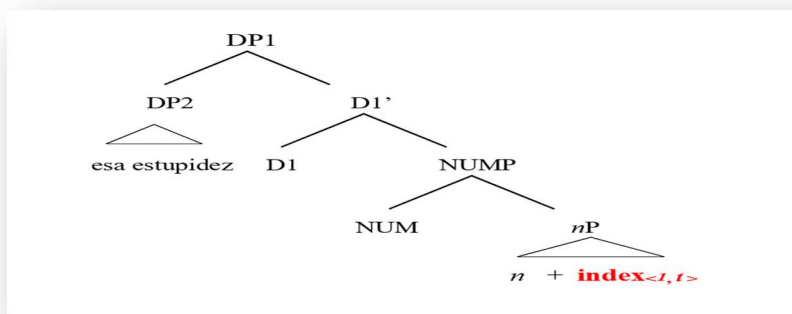 DP1
DP2 D1’
esa estupidez D1 NUMP
NUM nP
n + index<1, t>